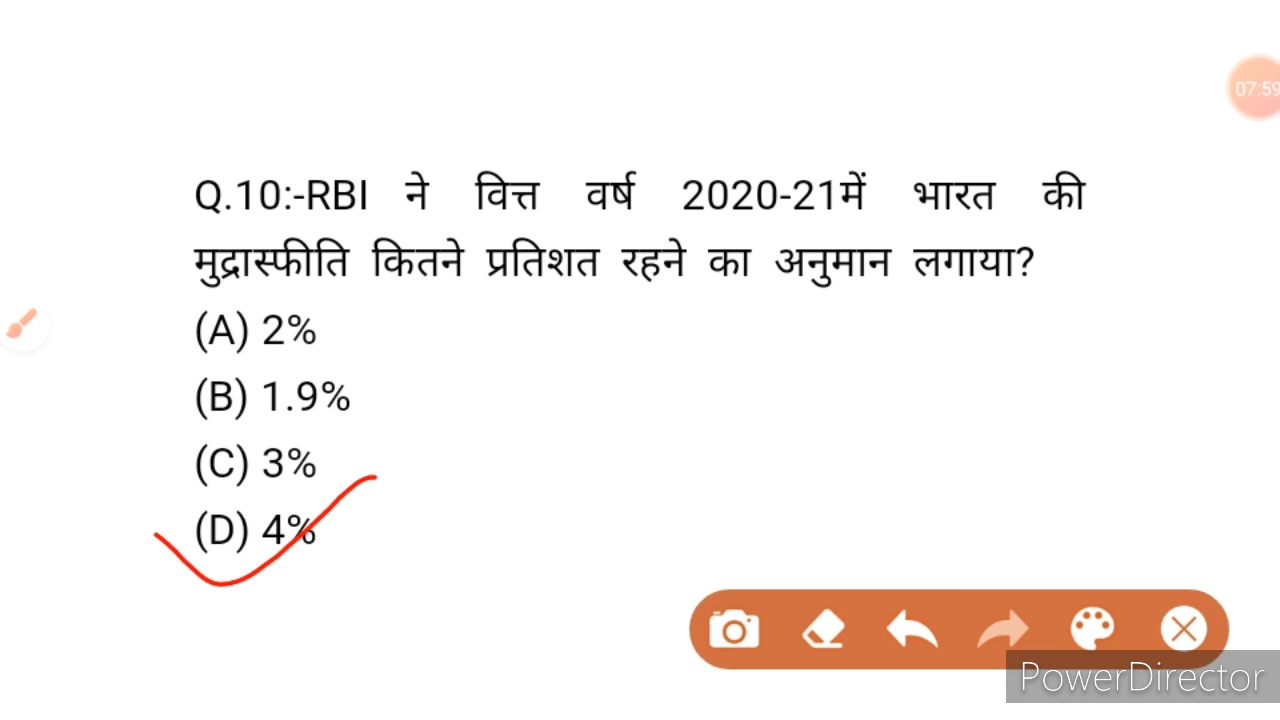 07:59
Q.10:-RBI ने वित्त वर्ष 2020-21में भारत की
मुद्रास्फीति कितने प्रतिशत रहने का अनुमान लगाया?
(A) 2%
(B) 1.9%
(C) 3%
(D) 4%
PowerDirector